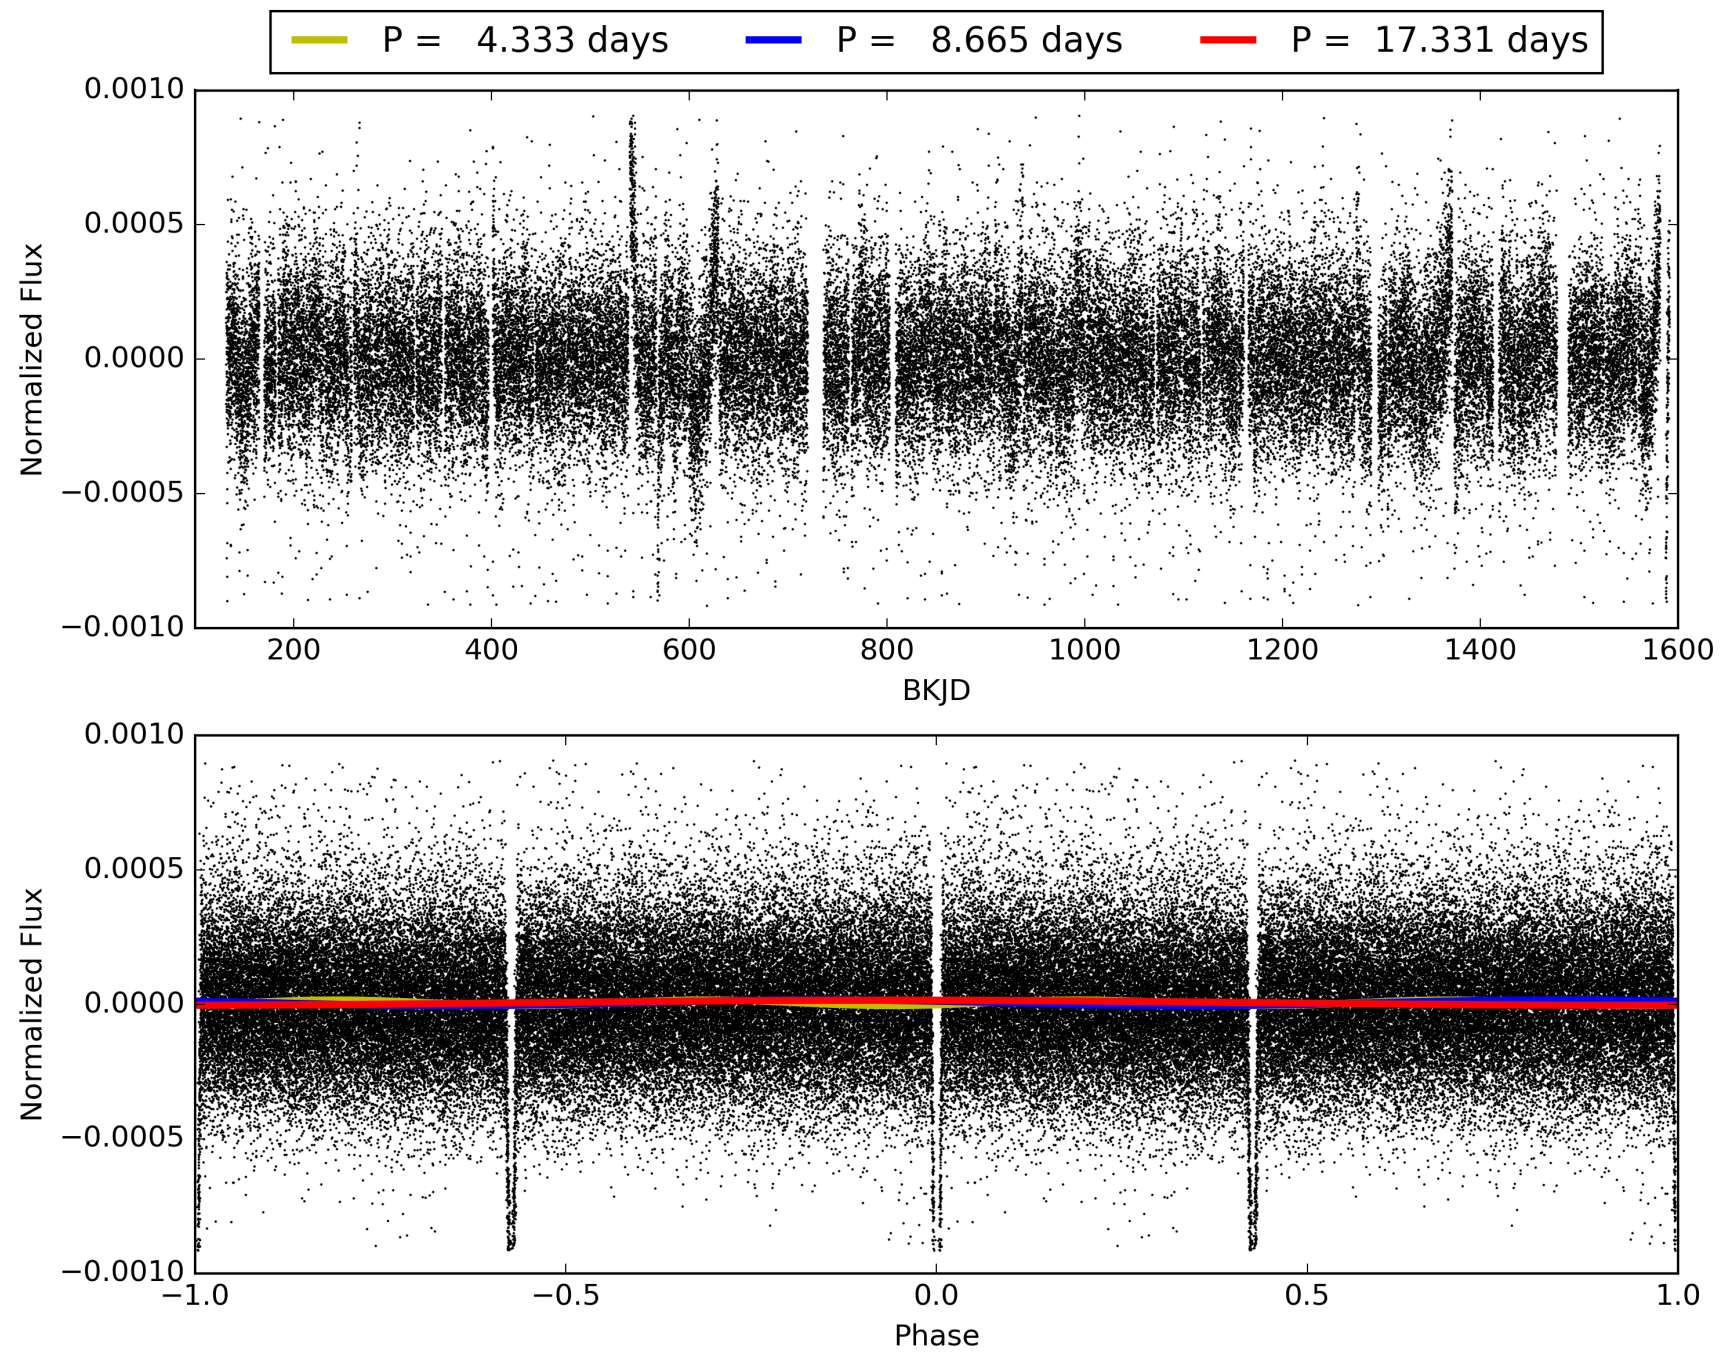 P = 4.333 days P = 8.665 days P = 17.331 days
0.0010
0.0005
0.0000
−0.0005
−0.0010
Normalized Flux
200 400 600 800 1000 1200 1400 1600
BKJD
0.0010
0.0005
0.0000
−0.0005
−0.0010
Normalized Flux
−1.0 −0.5 0.0 0.5 1.0
Phase